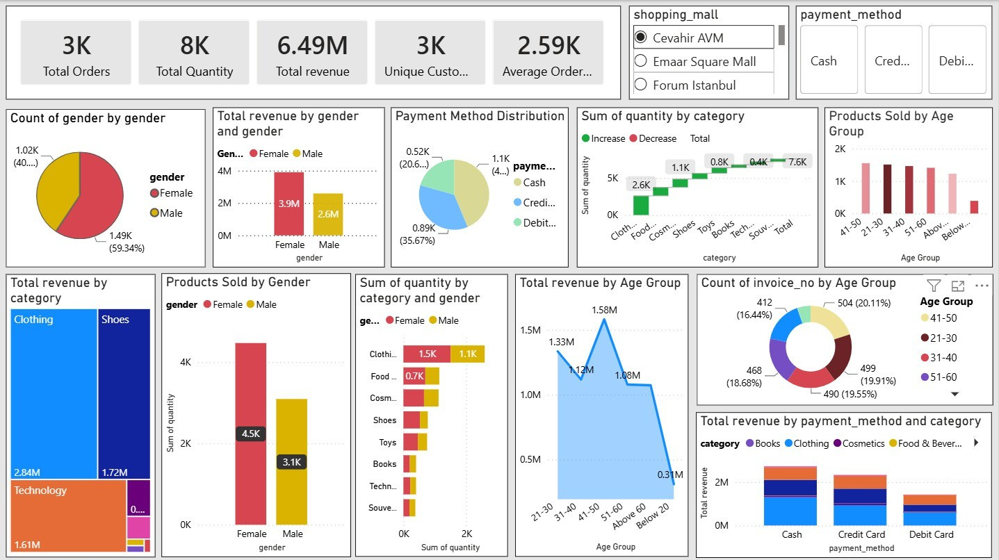 3K
Total Orders
8K
Total Quantity
6.49M
Total revenue
3K
Unique Custo...
2.59K
Average Order...
shopping_mall
Cevahir AVM
Emaar Square Mall
Forum Istanbul
payment_method
Cash
Cred...
Debi...
Count of gender by gender
1.02K
(40....)
1.49K
(59.34%)
gender
Female
Male
Total revenue by gender
and gender
Gen...
Female
Male
4M
2M
0M
3.9M
2.6M
Female
Male
gender
Payment Method Distribution
0.52K
(20.6...)
1.1K
(4...)
0.89K
(35.67%)
payme...
Cash
Credi...
Debit...
Sum of quantity by category
Increase
Decrease
Total
Sum of quantity
5K
0K
2.6K
1.1K
0.8K
0.4K
7.6K
Cloth...
Food...
Cosm...
Shoes
Toys
Books
Tech...
Souv...
Total
category
Products Sold by Age
Group
2K
1K
0K
41-50
21-30
31-40
51-60
Abov...
Below...
Age Group
Total revenue by
category
Clothing
2.84M
Shoes
1.72M
Technology
1.61M
0....
Products Sold by Gender
gender
Female
Male
Sum of quantity
4K
2K
0K
4.5K
3.1K
Female
Male
gender
Sum of quantity by
category and gender
ge...
Female
Male
Clothi...
1.5K
1.1K
Food ...
0.7K
Cosm...
Shoes
Toys
Books
Techn...
Souve...
0K
2K
Sum of quantity
Total revenue by Age Group
1.5M
1.0M
0.5M
1.33M
1.12M
1.58M
1.08M
0.31M
21-30
31-40
41-50
51-60
Above 60
Below 20
Age Group
Count of invoice_no by Age Group
412
(16.44%)
504 (20.11%)
468
(18.68%)
499
(19.91%)
490 (19.55%)
Age Group
41-50
21-30
31-40
51-60
Total revenue by payment_method and category
category
Books
Clothing
Cosmetics
Food & Bever...
Total revenue
2M
0M
Cash
Credit Card
Debit Card
payment_method